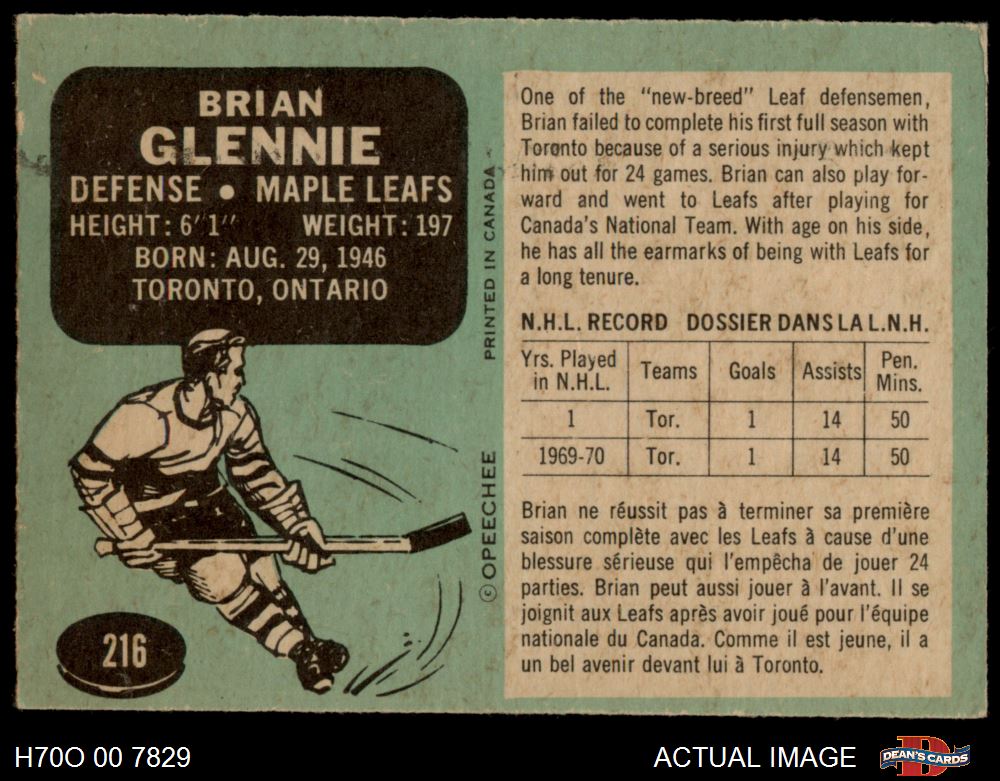 BRIAN
GLENNIE
DEFENSE • MAPLE LEAFS
HEIGHT: 6'1'' WEIGHT: 197
BORN: AUG. 29, 1946
TORONTO, ONTARIO
216
PRINTED IN CANADA
© OPEECHEE
One of the "new-breed" Leaf defensemen,
Brian failed to complete his first full season with
Toronto because of a serious injury which kept
him out for 24 games. Brian can also play for-
ward and went to Leafs after playing for
Canada's National Team. With age on his side,
he has all the earmarks of being with Leafs for
a long tenure.
N.H.L. RECORD DOSSIER DANS LA L.N.H.
Yrs. Played in N.H.L. Teams Goals Assists Pen. Mins.
1 Tor. 1 14 50
1969-70 Tor. 1 14 50
Brian ne réussit pas à terminer sa première
saison complète avec les Leafs à cause d'une
blessure sérieuse qui l'empêcha de jouer 24
parties. Brian peut aussi jouer à l'avant. Il se
joignit aux Leafs après avoir joué pour l'équipe
nationale du Canada. Comme il est jeune, il a
un bel avenir devant lui à Toronto.
H70O 00 7829
ACTUAL IMAGE
DEAN'S CARDS